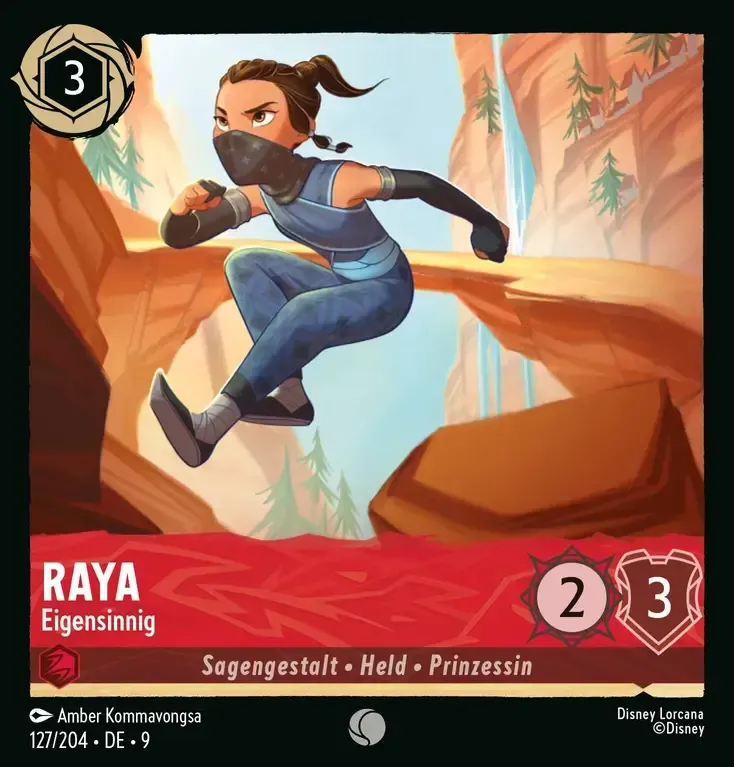 3
RAYA
Eigensinnig
2
3
Sagengestalt • Held • Prinzessin
Amber Kommavongsa
127/204 • DE • 9
Disney Lorcana
©Disney